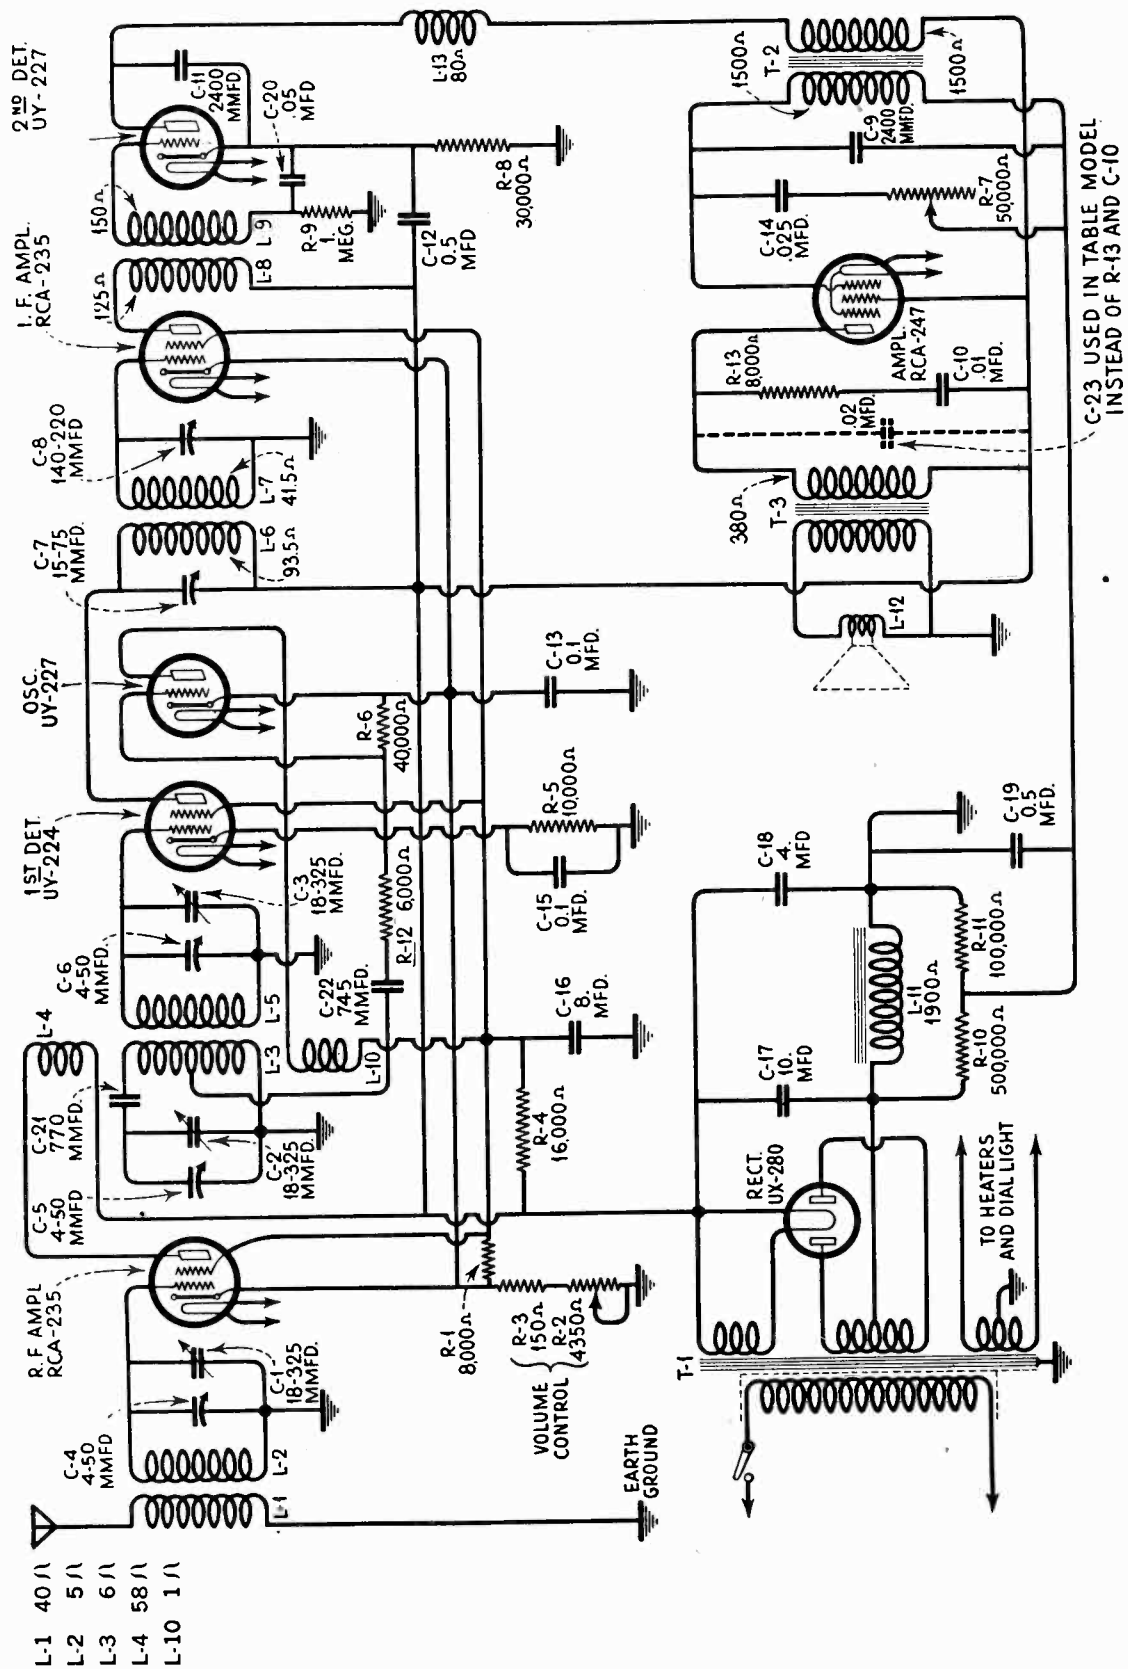 L-1 40Ω
L-2 5Ω
L-3 6Ω
L-4 58Ω
L-10 1Ω
R.F AMPL
RCA-235
1ST DET.
UY-224
OSC.
UY-227
I.F. AMPL.
RCA-235
2ND DET.
UY-227
C-4
4-50
MMFD
C-5
4-50
MMFD
C-21
770
MMFD.
L-4
C-6
4-50
MMFD.
C-7
15-75
MMFD.
C-8
140-220
MMFD
125Ω
150Ω
L-1
L-2
C-1
18-325
MMFD.
C-2
18-325
MMFD.
L-3
L-5
C-3
18-325
MMFD.
L-6
93.5Ω
L-7
41.5Ω
L-8
L-9
C-11
2400
MMFD.
C-20
.05
MFD
R-9
1.
MEG.
L-13
80Ω
C-22
745
MMFD.
L-10
R-12 6,000Ω
R-6
40,000Ω
C-12
0.5
MFD
R-8
30,000Ω
R-1
8,000Ω
R-3
150Ω
R-2
4350Ω
VOLUME
CONTROL
R-4
16,000Ω
C-16
8.
MFD.
C-15
0.1
MFD.
R-5
10,000Ω
C-13
0.1
MFD.
EARTH
GROUND
T-1
RECT.
UX-280
C-17
10.
MFD
C-18
4.
MFD
L-11
1900Ω
R-10
500,000Ω
R-11
100,000Ω
C-19
0.5
MFD.
TO HEATERS
AND DIAL LIGHT
L-12
380Ω
T-3
.02
MFD.
R-13
8,000Ω
C-10
.01
MFD.
AMPL.
RCA-247
C-14
.025
MFD.
R-7
50,000Ω
C-9
2400
MMFD.
1500Ω
T-2
1500Ω
C-23 USED IN TABLE MODEL
INSTEAD OF R-13 AND C-10